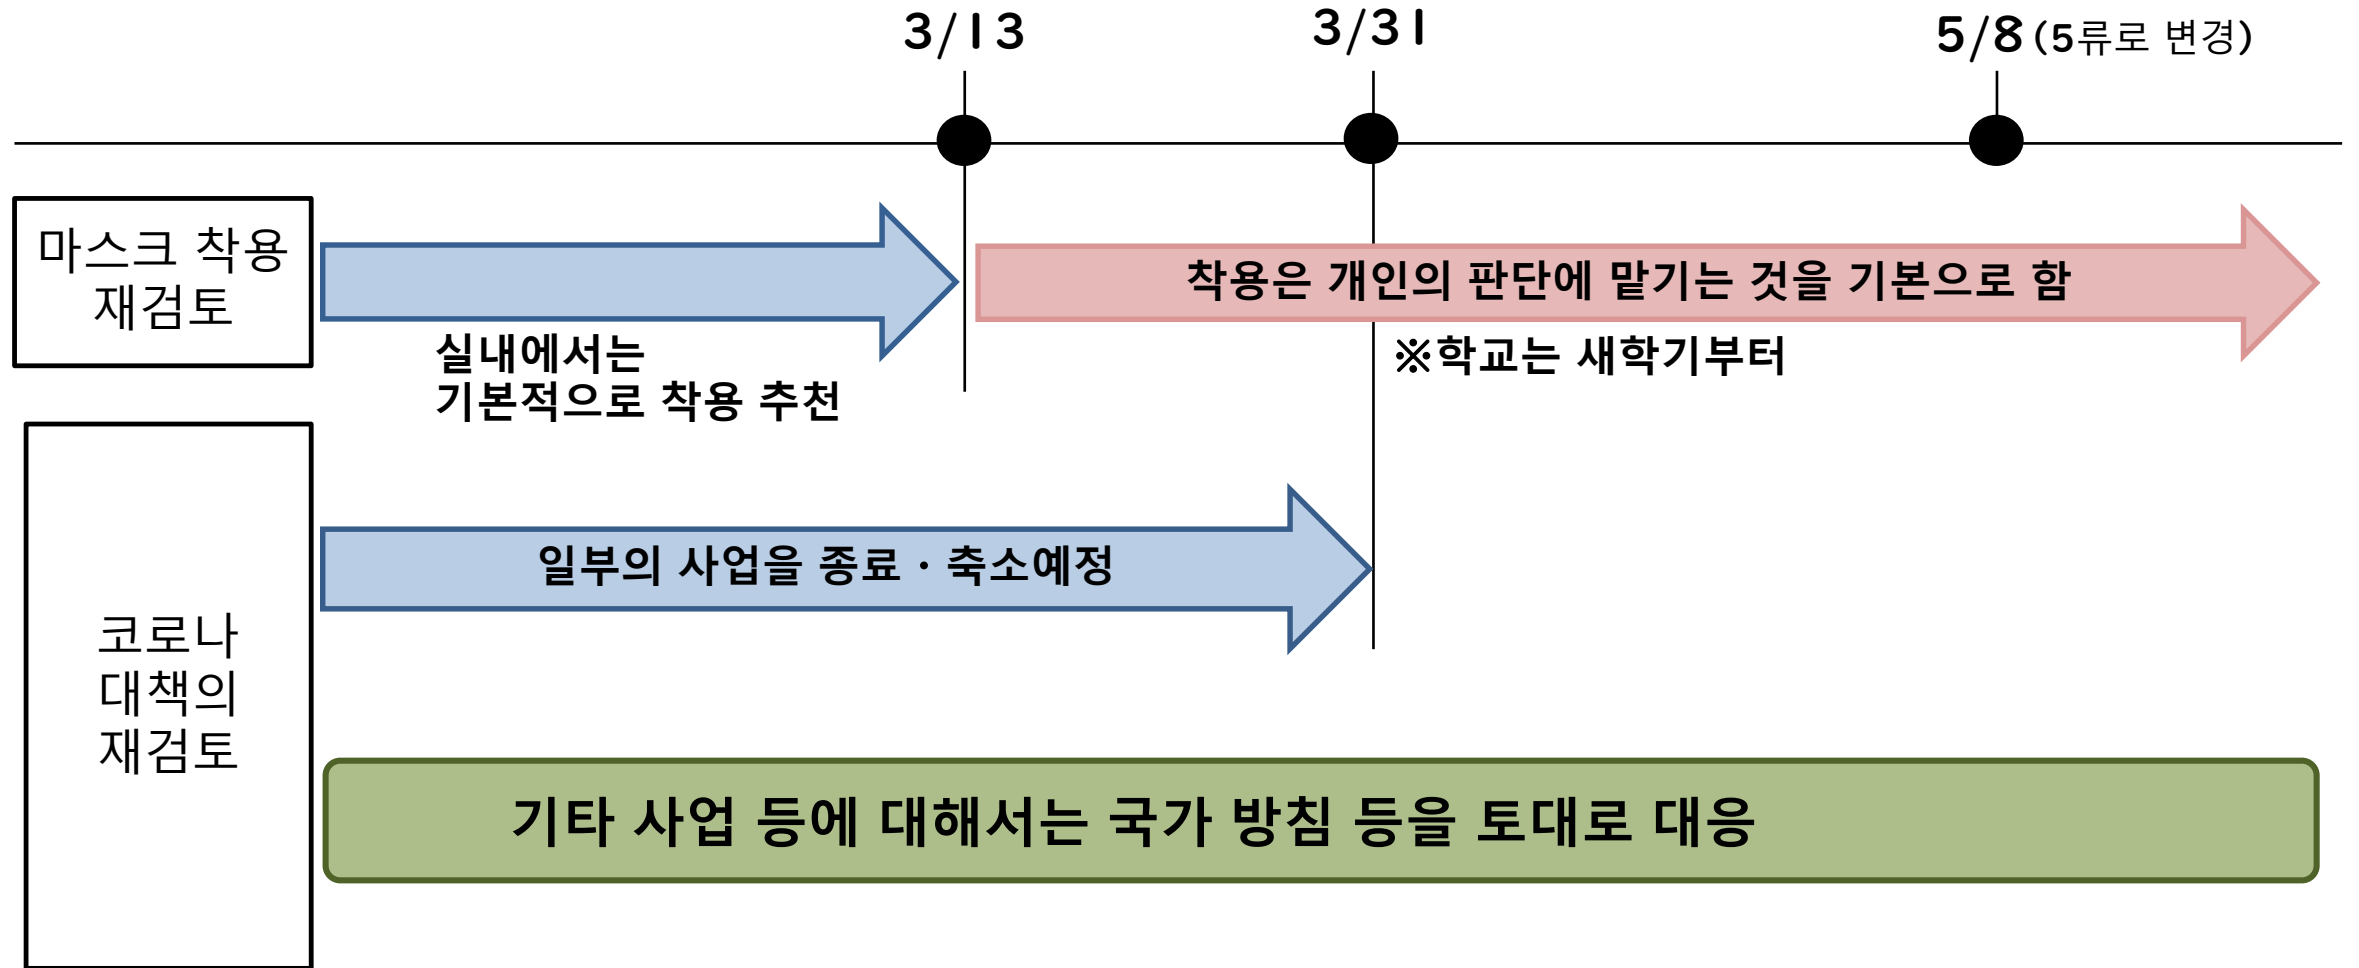 3/13
3/31
5/8(5류로 변경)
마스크 착용
재검토
착용은 개인의 판단에 맡기는 것을 기본으로 함
실내에서는
기본적으로 착용 추천
※학교는 새학기부터
일부의 사업을 종료・축소예정
코로나
대책의
재검토
기타 사업 등에 대해서는 국가 방침 등을 토대로 대응